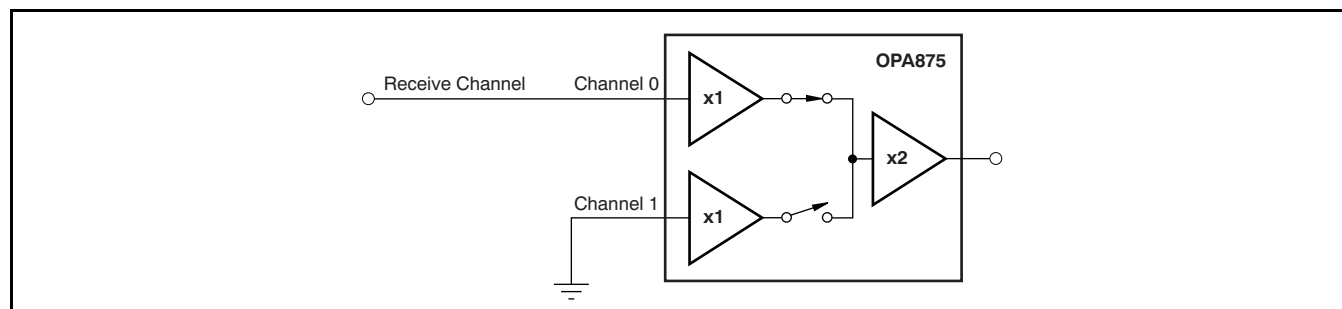 OPA875
Receive Channel
Channel 0
x1
x2
Channel 1
x1